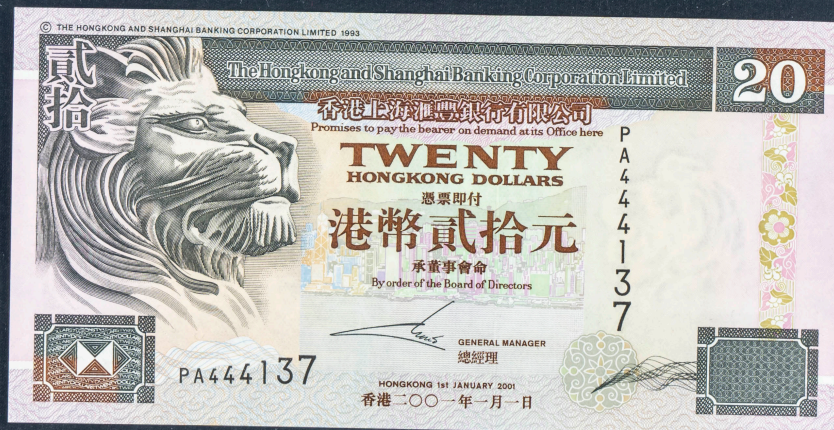 © THE HONGKONG AND SHANGHAI BANKING CORPORATION LIMITED 1993
貳拾
The Hongkong and Shanghai Banking Corporation Limited
20
香港上海滙豐銀行有限公司
Promises to pay the bearer on demand at its Office here
TWENTY
HONGKONG DOLLARS
憑票即付
港幣貳拾元
承董事會命
By order of the Board of Directors
PA444137
GENERAL MANAGER
總經理
PA444137
HONGKONG 1st JANUARY 2001
香港二〇〇一年一月一日